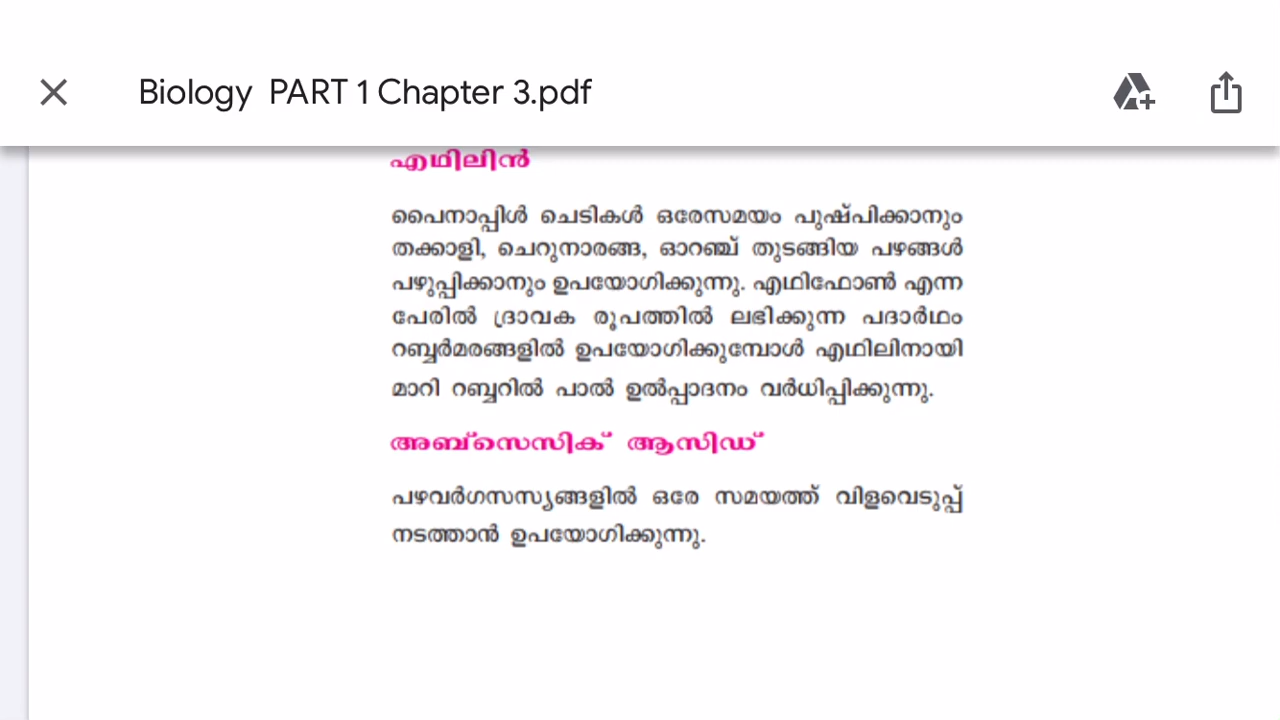 Biology PART 1 Chapter 3.pdf
എഥിലിൻ
പൈനാപ്പിൾ ചെടികൾ ഒരേസമയം പുഷ്പിക്കാനും
തക്കാളി, ചെറുനാരങ്ങ, ഓറഞ്ച് തുടങ്ങിയ പഴങ്ങൾ
പഴുപ്പിക്കാനും ഉപയോഗിക്കുന്നു. എഥിഫോൺ എന്ന
പേരിൽ ദ്രാവക രൂപത്തിൽ ലഭിക്കുന്ന പദാർഥം
റബ്ബർമരങ്ങളിൽ ഉപയോഗിക്കുമ്പോൾ എഥിലിനായി
മാറി റബ്ബറിൽ പാൽ ഉൽപ്പാദനം വർധിപ്പിക്കുന്നു.
അബ്സെസിക് ആസിഡ്
പഴവർഗസസ്യങ്ങളിൽ ഒരേ സമയത്ത് വിളവെടുപ്പ്
നടത്താൻ ഉപയോഗിക്കുന്നു.